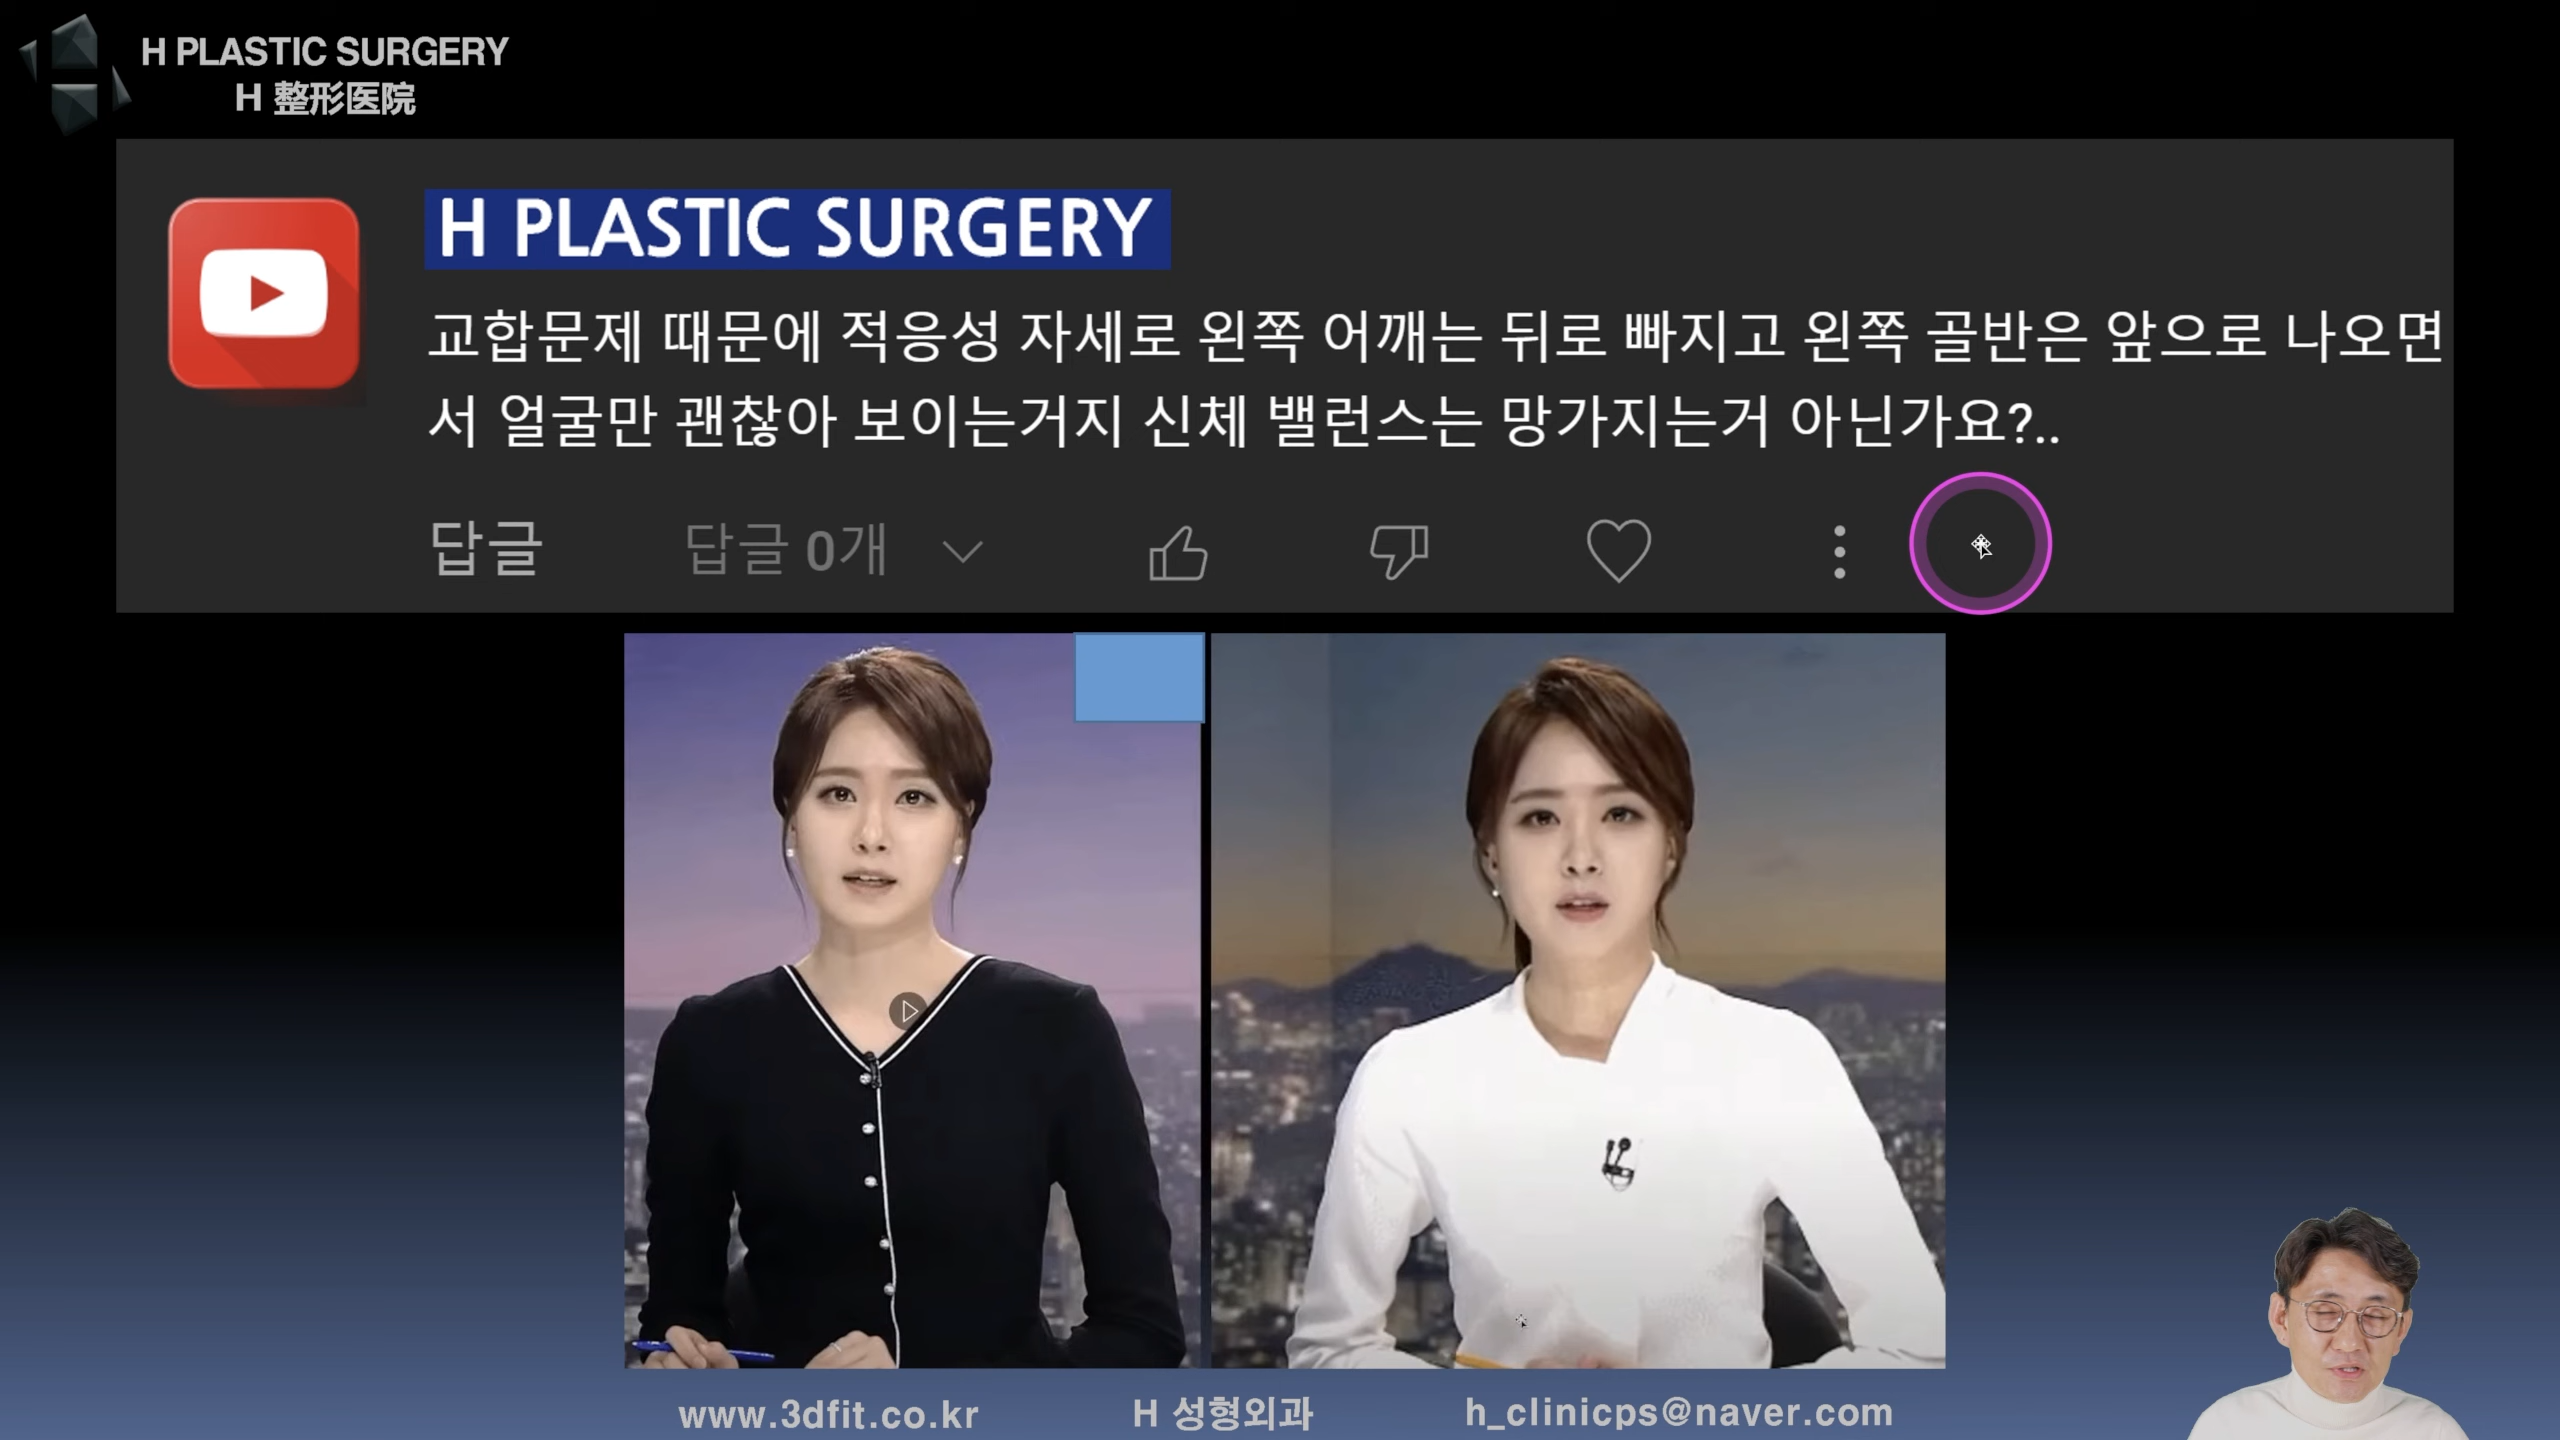 H PLASTIC SURGERY
H 整形医院
H PLASTIC SURGERY
교합문제 때문에 적응성 자세로 왼쪽 어깨는 뒤로 빠지고 왼쪽 골반은 앞으로 나오면
서 얼굴만 괜찮아 보이는거지 신체 밸런스는 망가지는거 아닌가요?..
답글 답글 0개
www.3dfit.co.kr H 성형외과 h_clinicps@naver.com